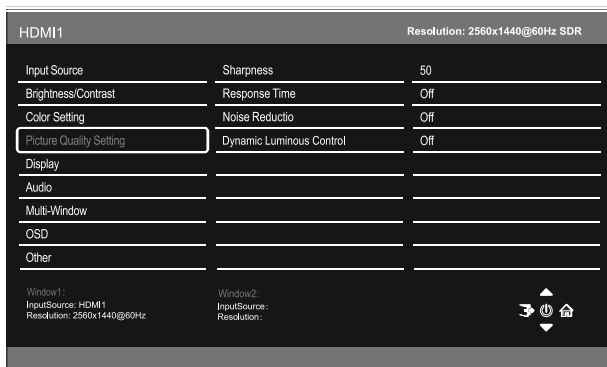 HDMI1 Resolution: 2560x1440@60Hz SDR
Input Source Sharpness 50
Brightness/Contrast Response Time Off
Color Setting Noise Reductio Off
Picture Quality Setting Dynamic Luminous Control Off
Display
Audio
Multi-Window
OSD
Other
Window1: Window2:
InputSource: HDMI1 InputSource:
Resolution: 2560x1440@60Hz Resolution: